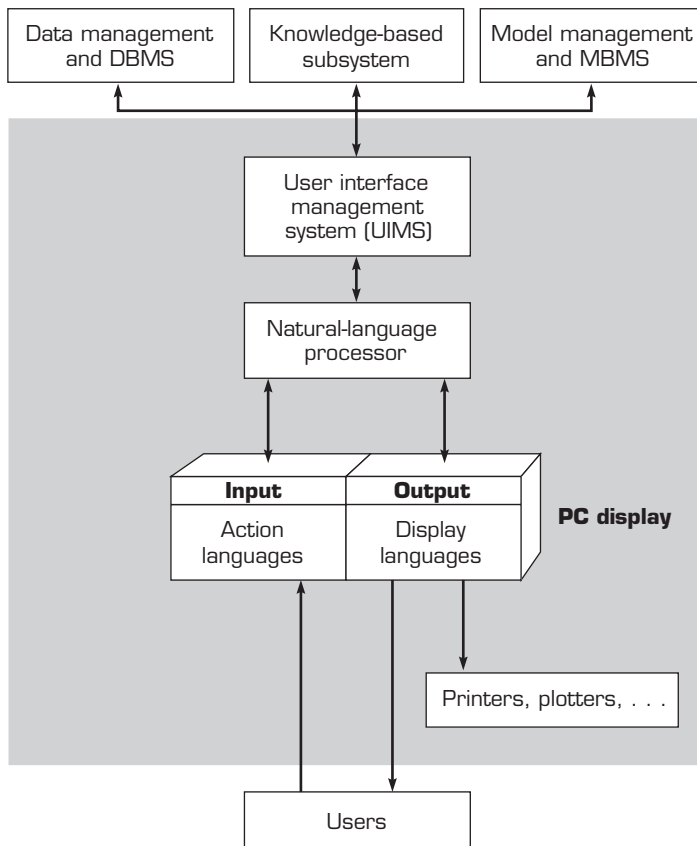 Data management
and DBMS
Knowledge-based
subsystem
Model management
and MBMS
User interface
management
system (UIMS)
Natural-language
processor
Input
Output
Action
languages
Display
languages
PC display
Printers, plotters, . . .
Users